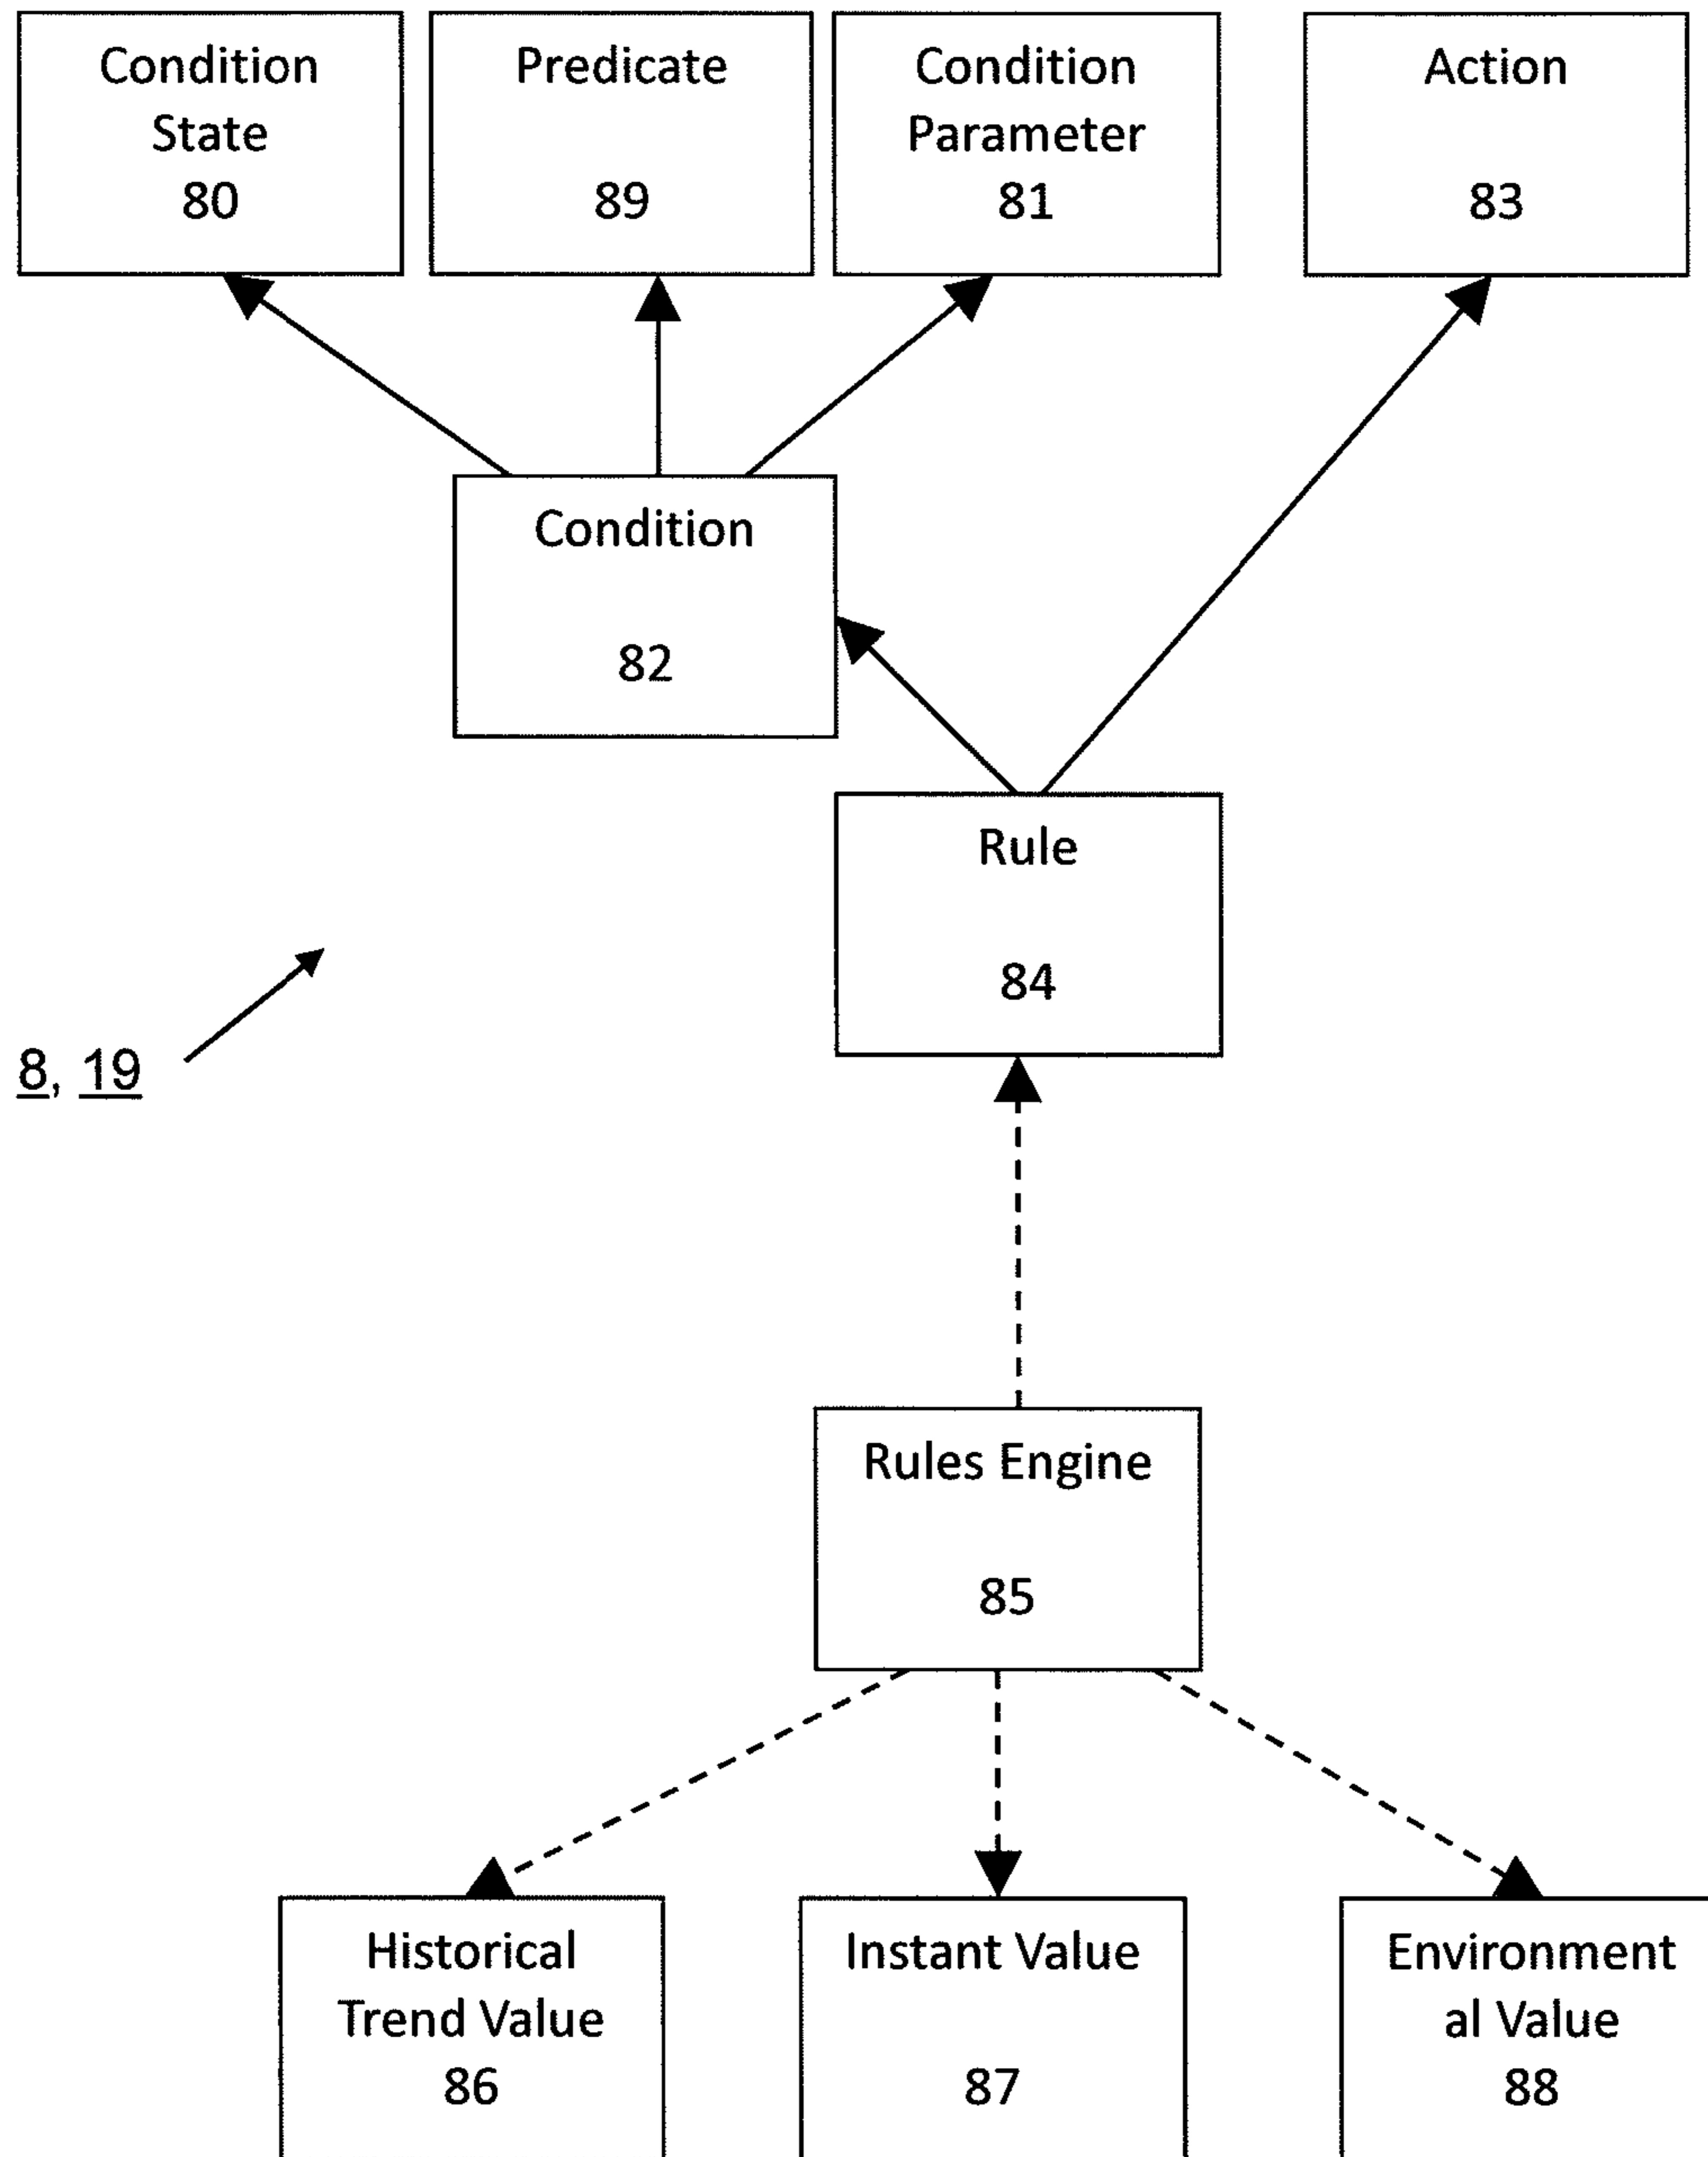 Condition
State
80
Predicate
89
Condition
Parameter
81
Action
83
Condition
82
Rule
84
8, 19
Rules Engine
85
Historical
Trend Value
86
Instant Value
87
Environment
al Value
88